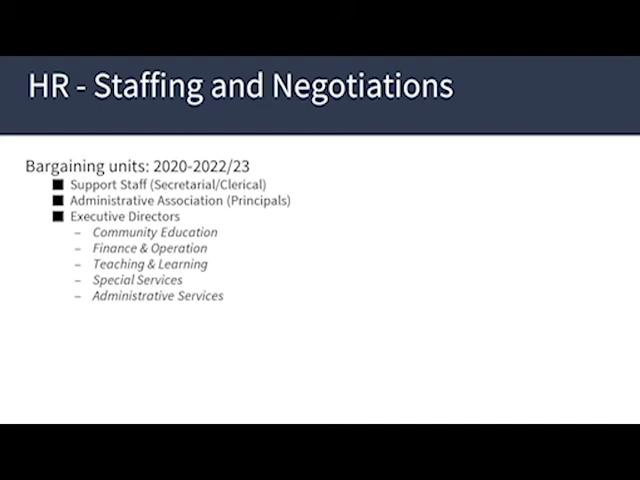 HR - Staffing and Negotiations
Bargaining units: 2020-2022/23
Support Staff (Secretarial/Clerical)
Administrative Association (Principals)
Executive Directors
– Community Education
– Finance & Operation
– Teaching & Learning
– Special Services
– Administrative Services